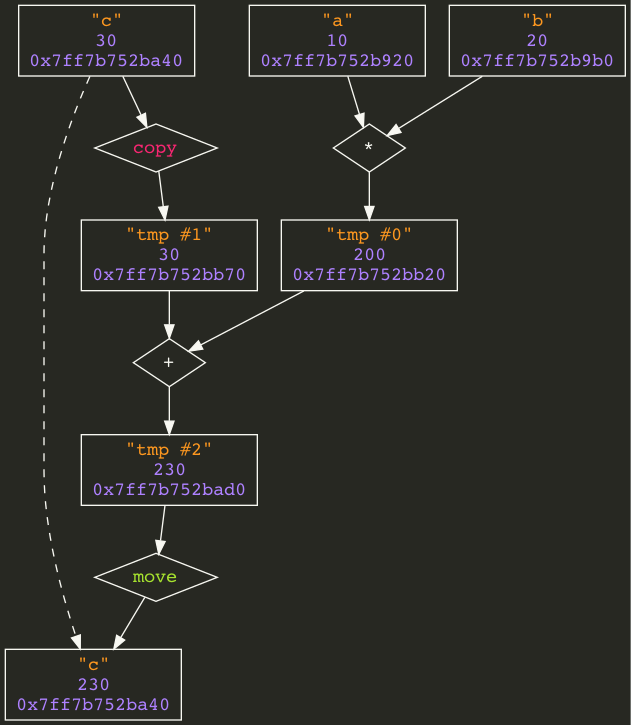 "c"
30
0x7ff7b752ba40
"a"
10
0x7ff7b752b920
"b"
20
0x7ff7b752b9b0
copy
*
"tmp #1"
30
0x7ff7b752bb70
"tmp #0"
200
0x7ff7b752bb20
+
"tmp #2"
230
0x7ff7b752bad0
move
"c"
230
0x7ff7b752ba40